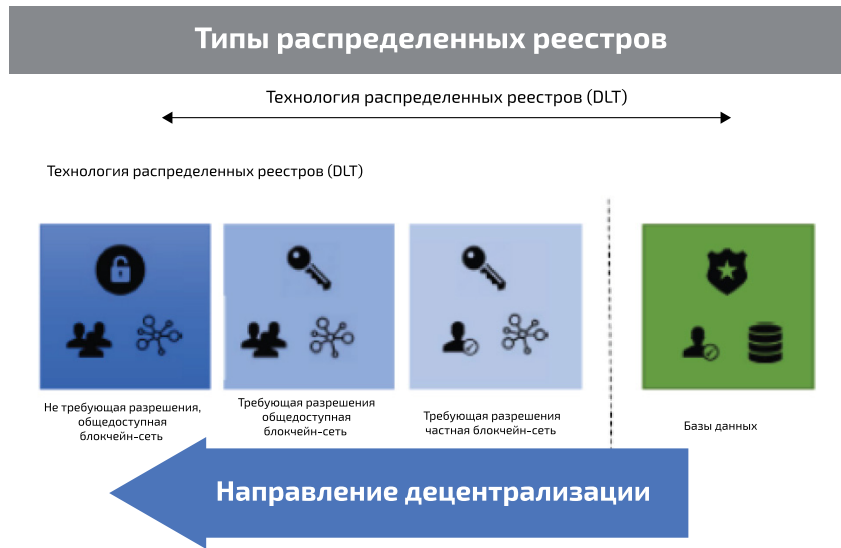 Типы распределенных реестров
Технология распределенных реестров (DLT)
Технология распределенных реестров (DLT)
Не требующая разрешения,
общедоступная
блокчейн-сеть
Требующая разрешения
общедоступная
блокчейн-сеть
Требующая разрешения
частная блокчейн-сеть
Базы данных
Направление децентрализации